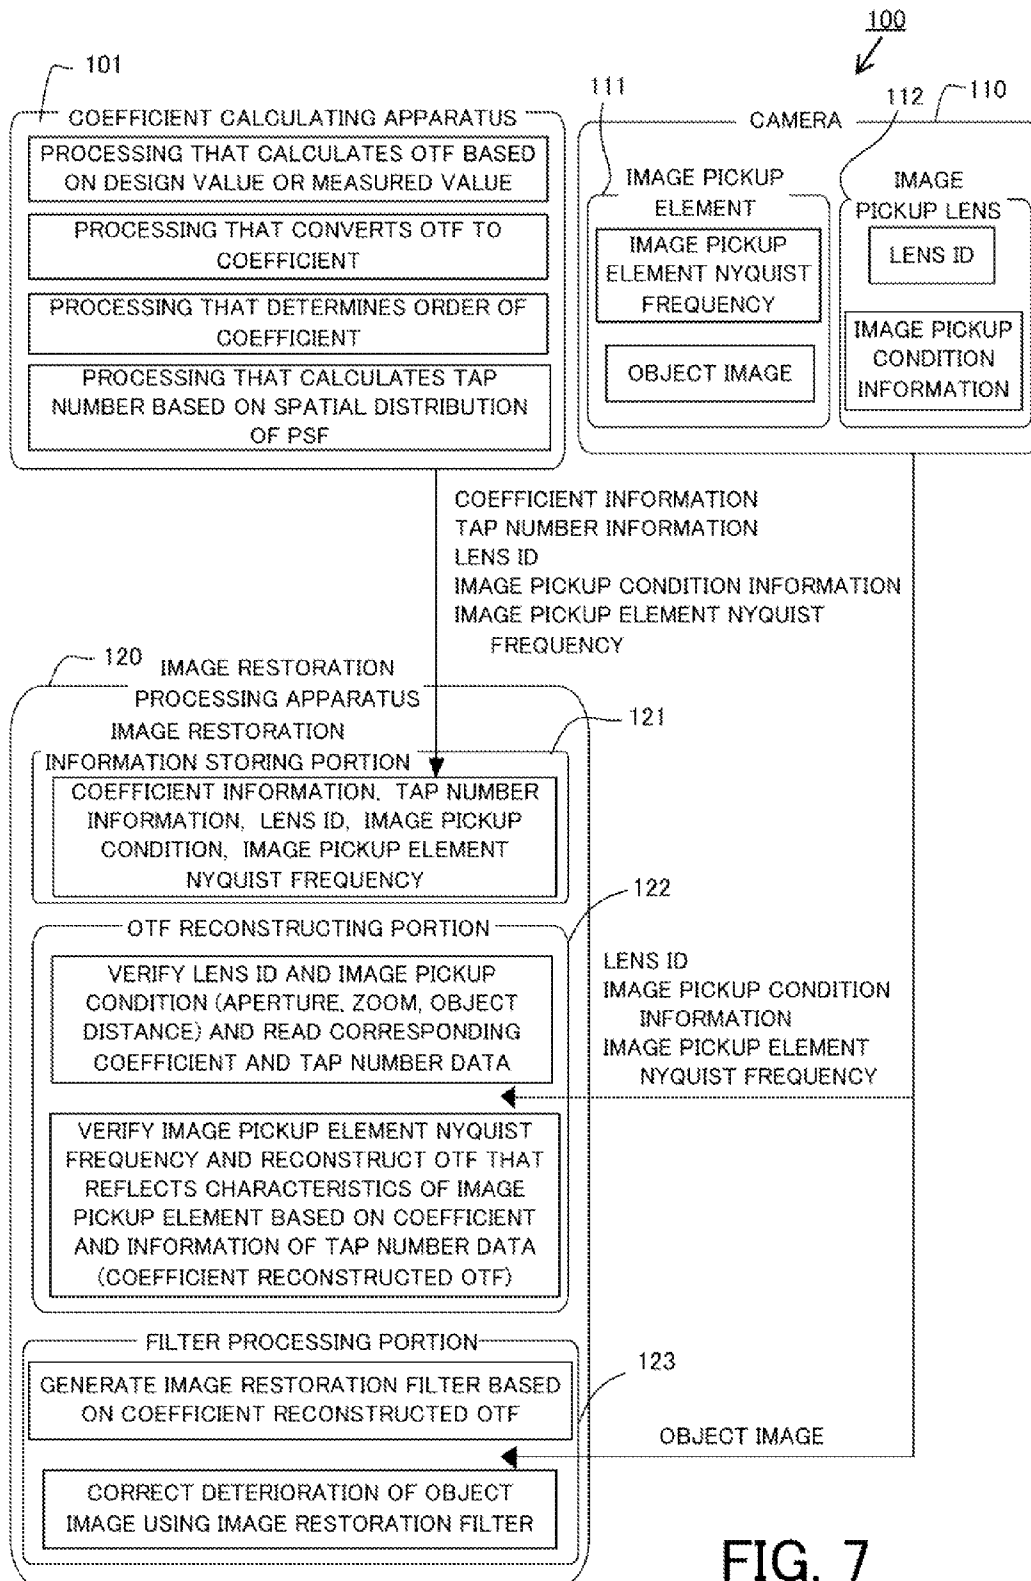 100
101
COEFFICIENT CALCULATING APPARATUS
PROCESSING THAT CALCULATES OTF BASED
ON DESIGN VALUE OR MEASURED VALUE
PROCESSING THAT CONVERTS OTF TO
COEFFICIENT
PROCESSING THAT DETERMINES ORDER OF
COEFFICIENT
PROCESSING THAT CALCULATES TAP
NUMBER BASED ON SPATIAL DISTRIBUTION
OF PSF
111
112
110
CAMERA
IMAGE PICKUP
ELEMENT
IMAGE PICKUP
ELEMENT NYQUIST
FREQUENCY
OBJECT IMAGE
IMAGE
PICKUP LENS
LENS ID
IMAGE PICKUP
CONDITION
INFORMATION
COEFFICIENT INFORMATION
TAP NUMBER INFORMATION
LENS ID
IMAGE PICKUP CONDITION INFORMATION
IMAGE PICKUP ELEMENT NYQUIST
FREQUENCY
120
IMAGE RESTORATION
PROCESSING APPARATUS
121
IMAGE RESTORATION
INFORMATION STORING PORTION
COEFFICIENT INFORMATION, TAP NUMBER
INFORMATION, LENS ID, IMAGE PICKUP
CONDITION, IMAGE PICKUP ELEMENT
NYQUIST FREQUENCY
122
OTF RECONSTRUCTING PORTION
VERIFY LENS ID AND IMAGE PICKUP
CONDITION (APERTURE, ZOOM, OBJECT
DISTANCE) AND READ CORRESPONDING
COEFFICIENT AND TAP NUMBER DATA
LENS ID
IMAGE PICKUP CONDITION
INFORMATION
IMAGE PICKUP ELEMENT
NYQUIST FREQUENCY
VERIFY IMAGE PICKUP ELEMENT NYQUIST
FREQUENCY AND RECONSTRUCT OTF THAT
REFLECTS CHARACTERISTICS OF IMAGE
PICKUP ELEMENT BASED ON COEFFICIENT
AND INFORMATION OF TAP NUMBER DATA
(COEFFICIENT RECONSTRUCTED OTF)
FILTER PROCESSING PORTION
123
GENERATE IMAGE RESTORATION FILTER BASED
ON COEFFICIENT RECONSTRUCTED OTF
OBJECT IMAGE
CORRECT DETERIORATION OF OBJECT
IMAGE USING IMAGE RESTORATION FILTER
FIG. 7